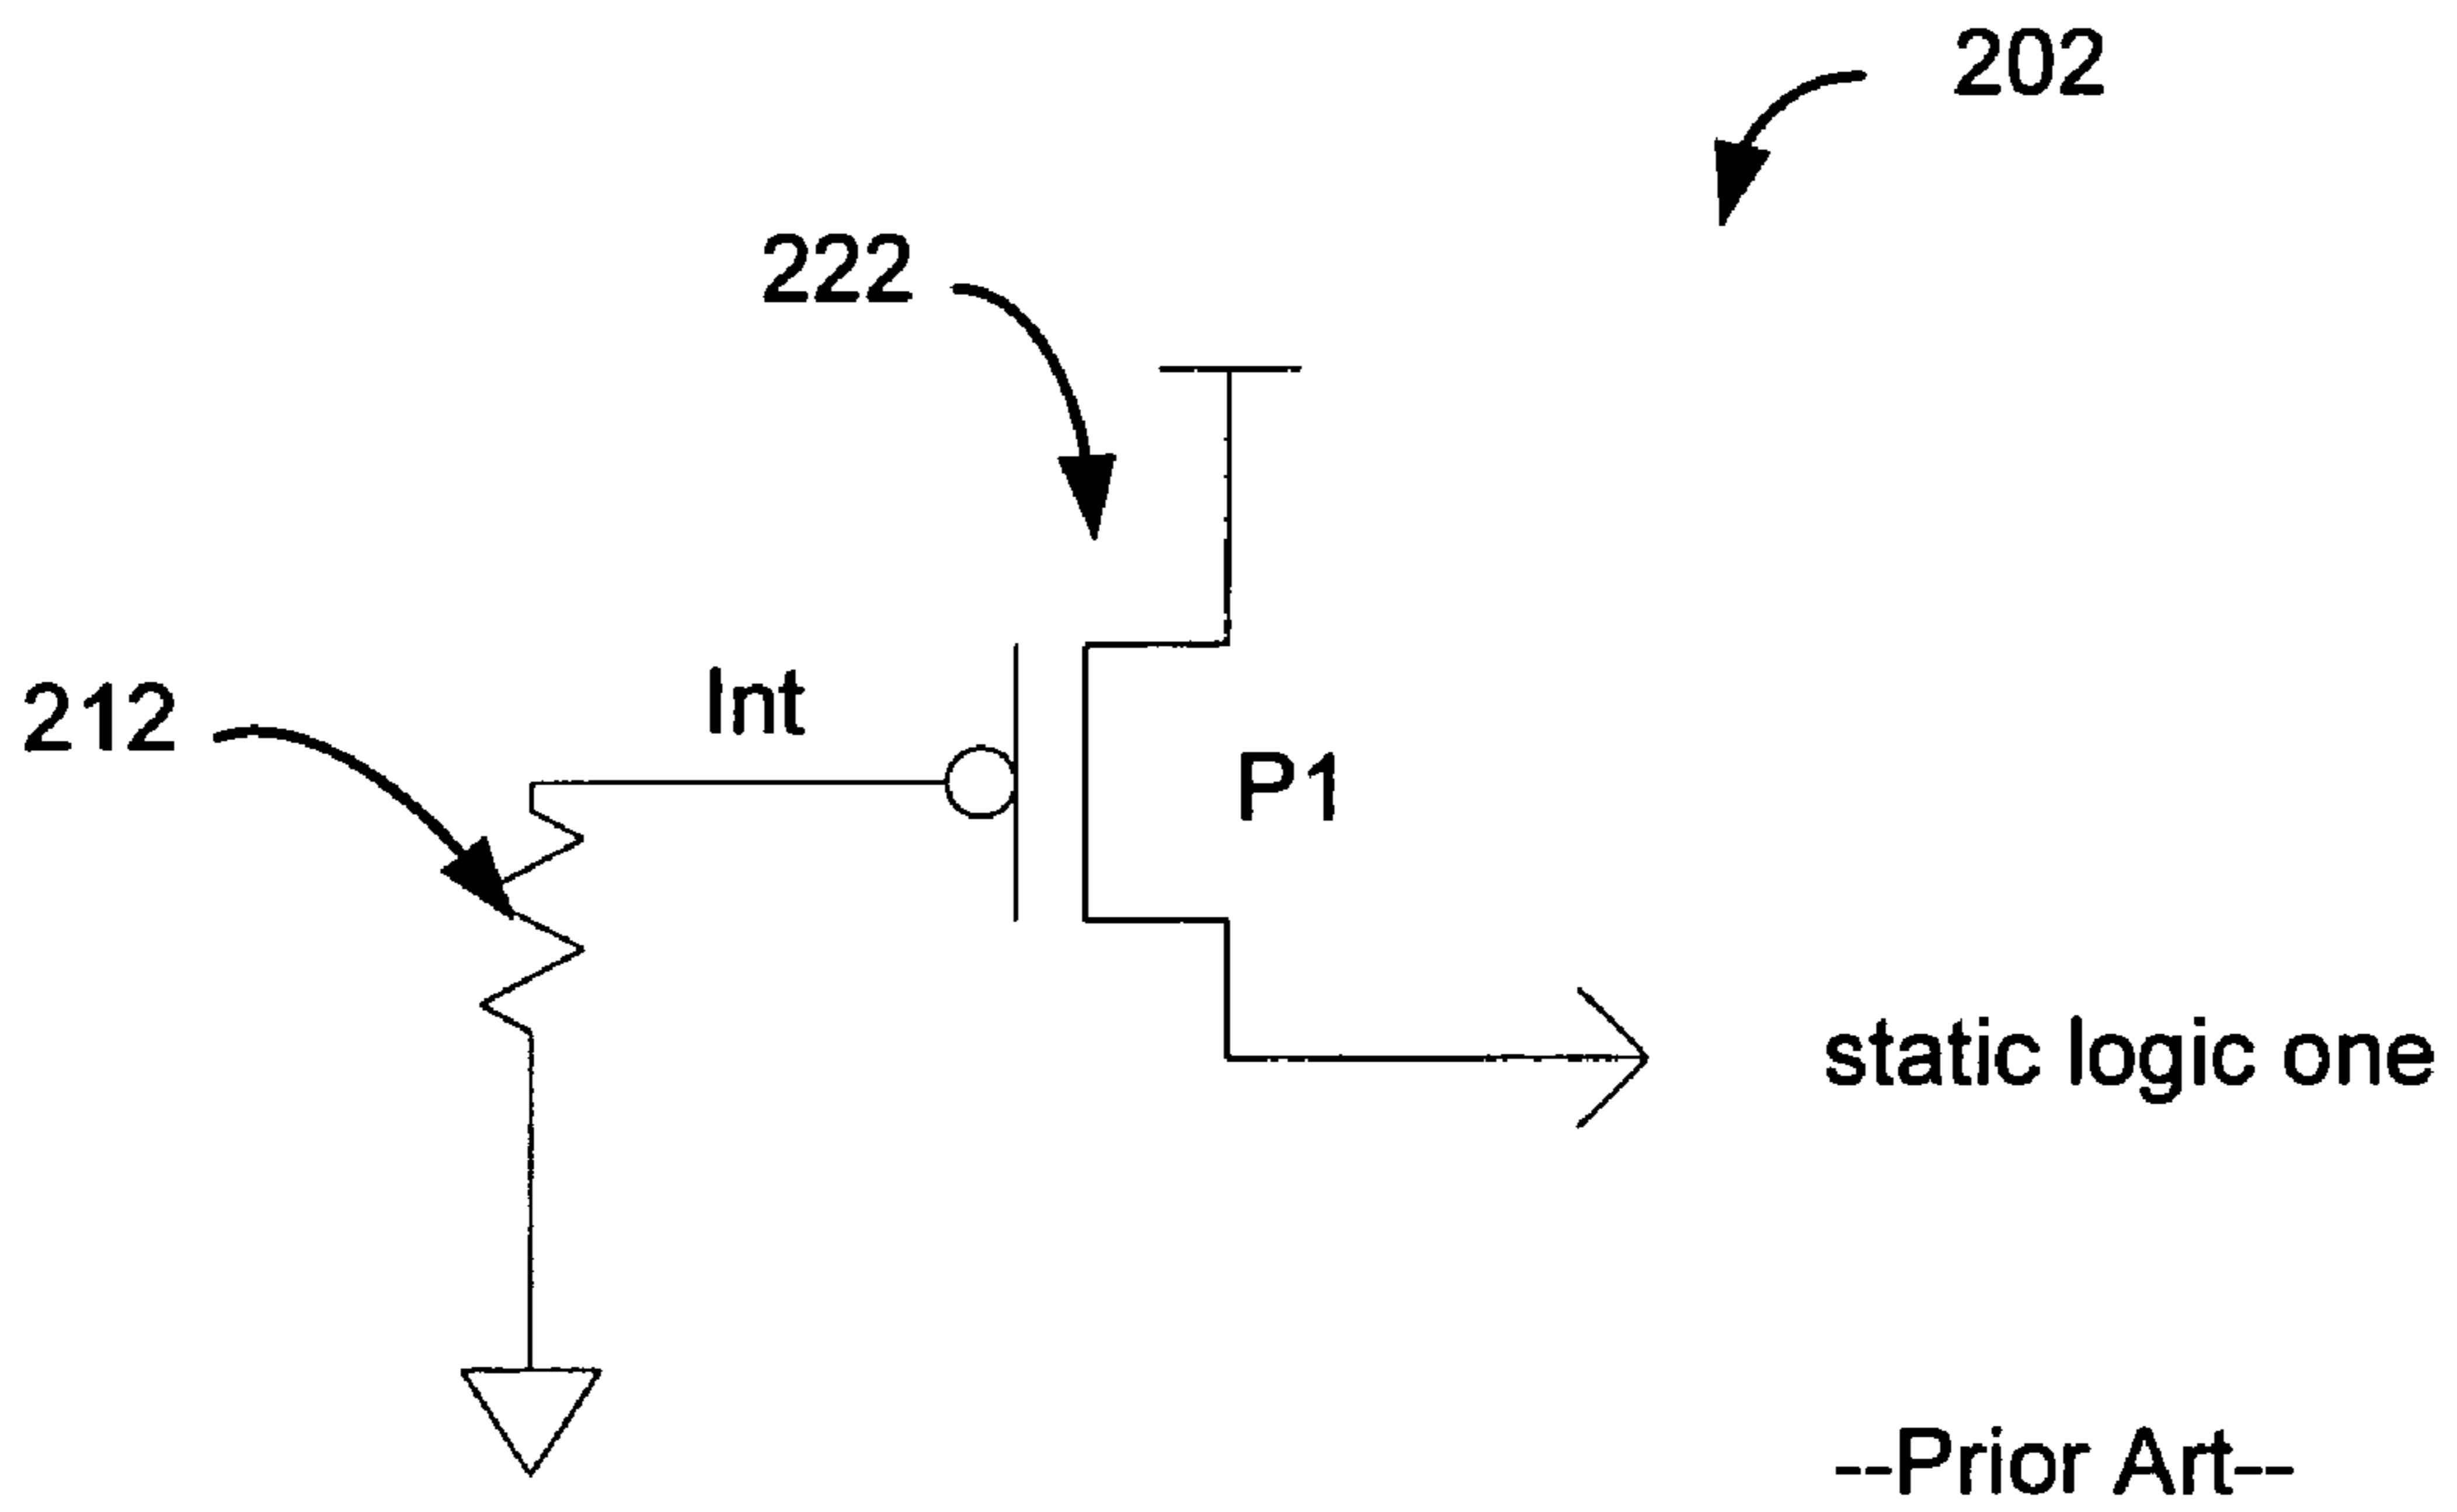 202
222
212
Int
P1
static logic one
--Prior Art--